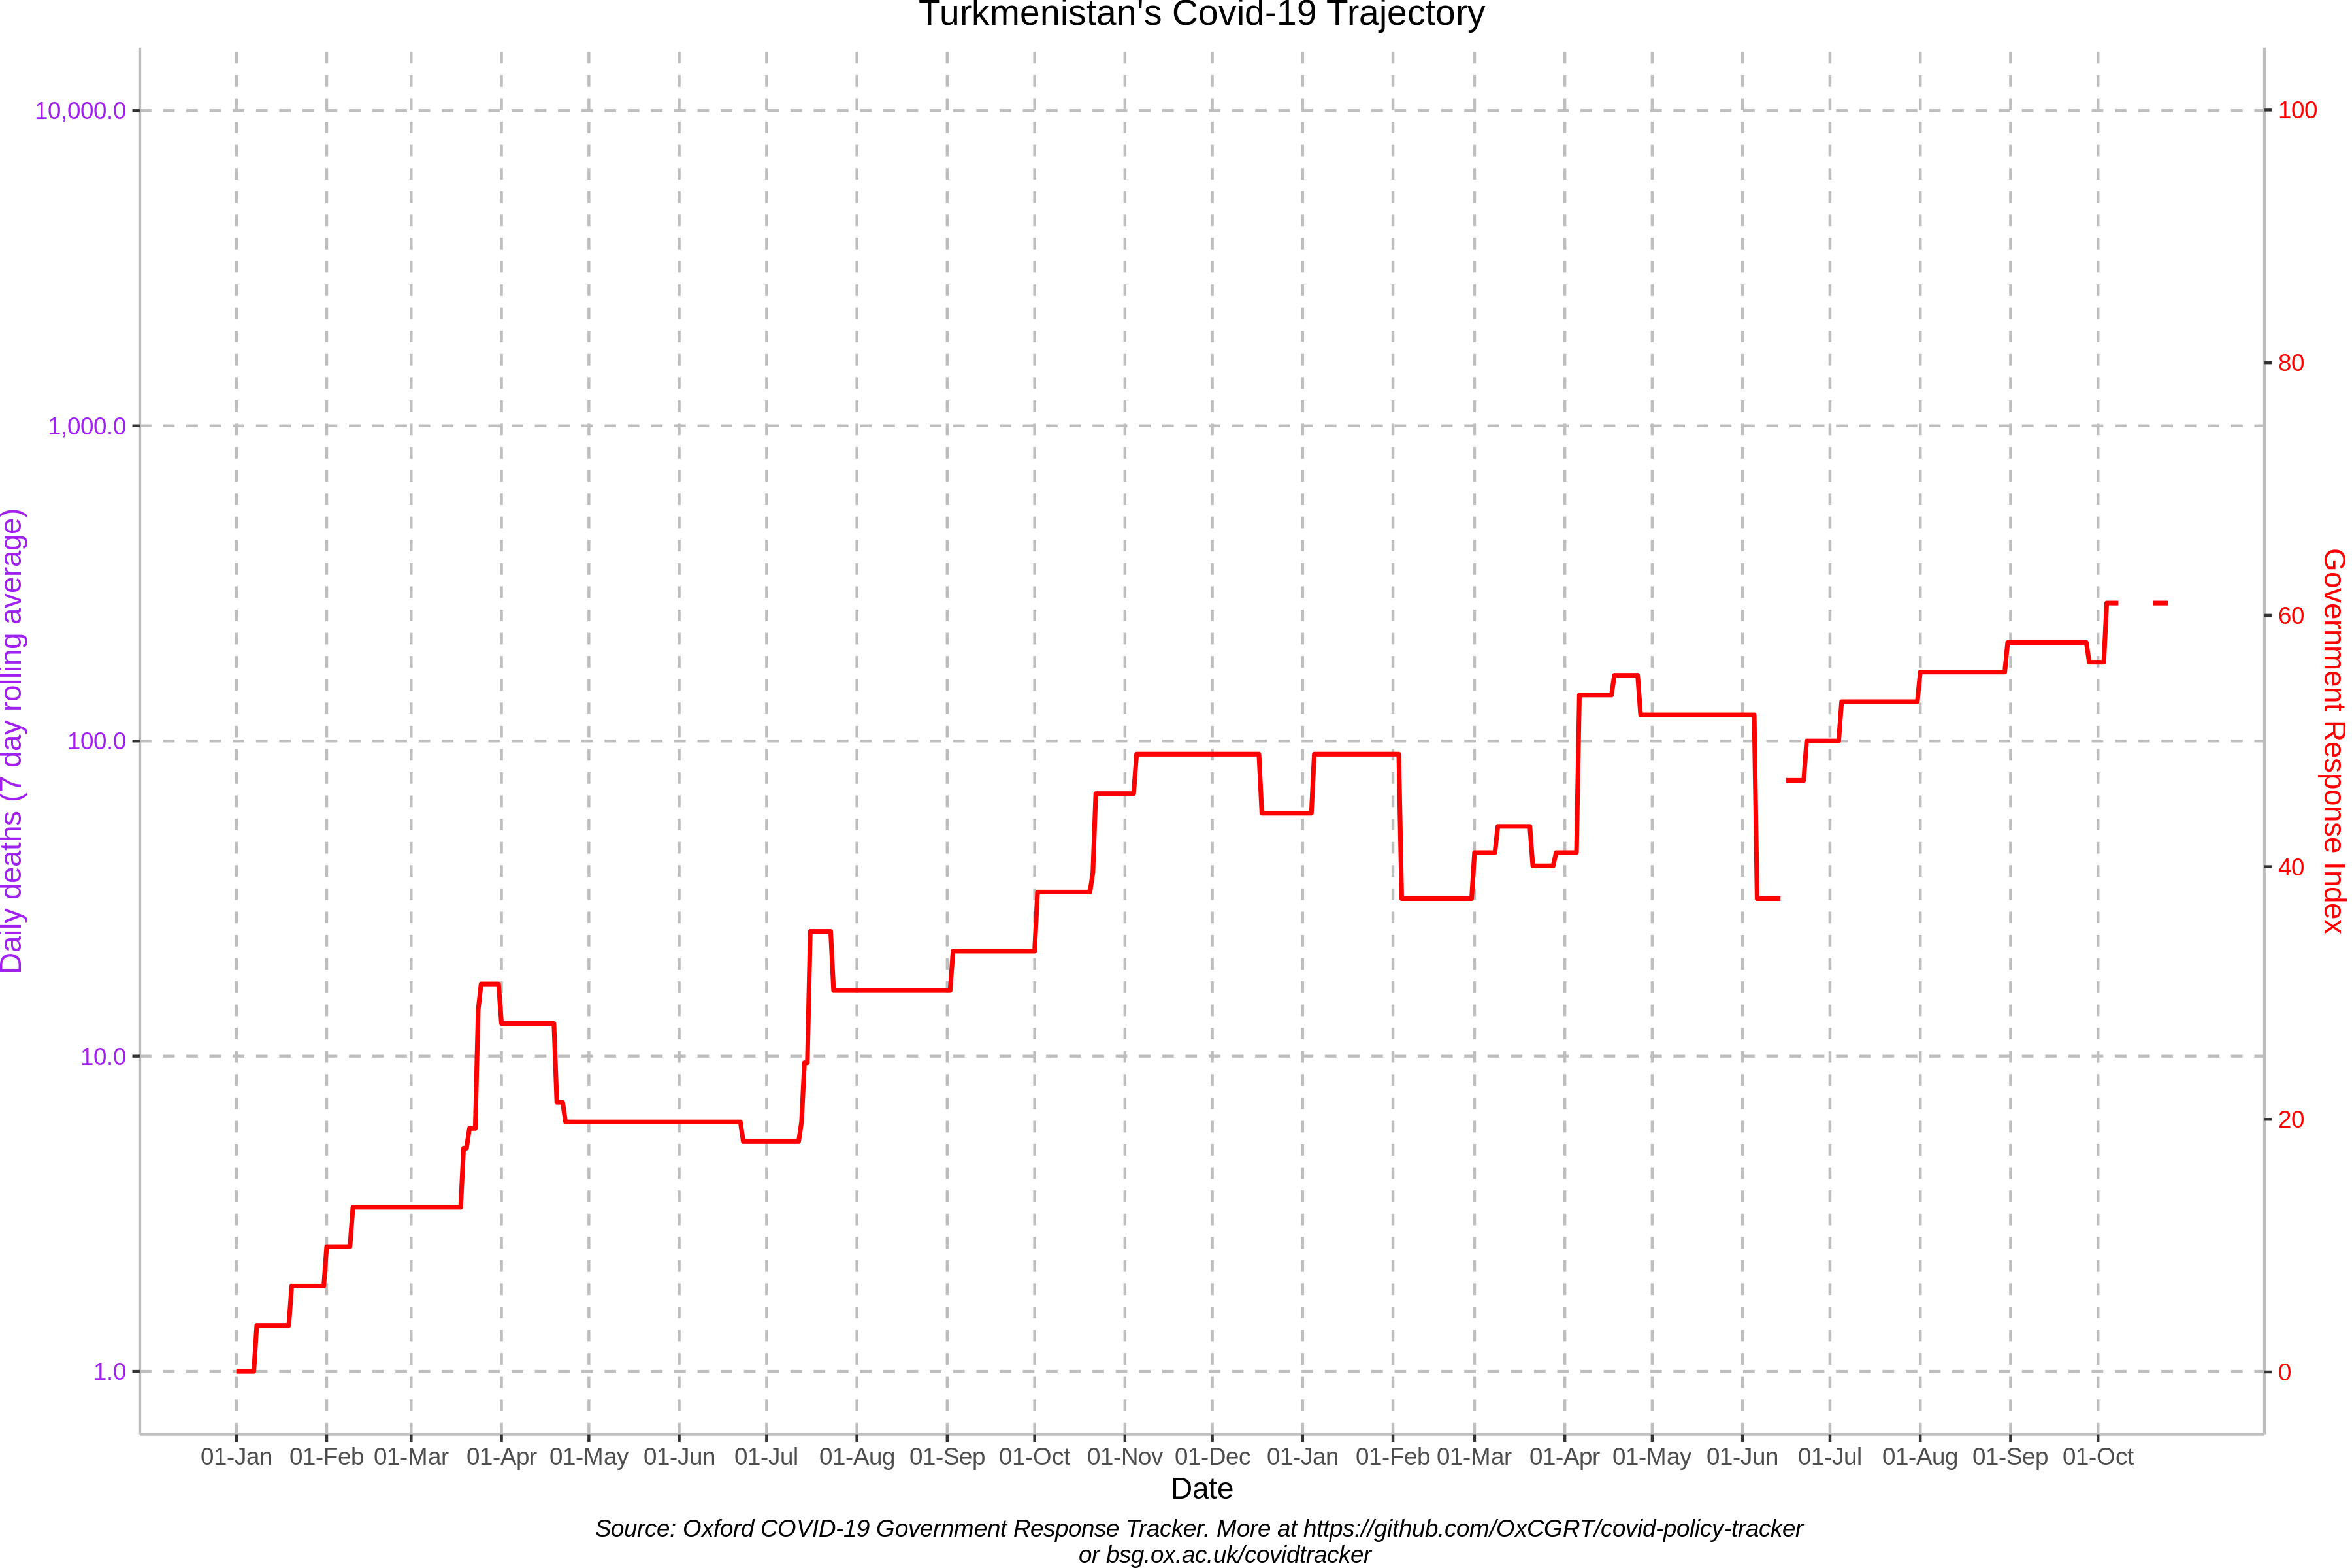 Turkmenistan's Covid-19 Trajectory
10,000.0
1,000.0
100.0
10.0
1.0
Daily deaths (7 day rolling average)
100
80
60
40
20
0
Government Response Index
01-Jan 01-Feb 01-Mar 01-Apr 01-May 01-Jun 01-Jul 01-Aug 01-Sep 01-Oct 01-Nov 01-Dec 01-Jan 01-Feb 01-Mar 01-Apr 01-May 01-Jun 01-Jul 01-Aug 01-Sep 01-Oct
Date
Source: Oxford COVID-19 Government Response Tracker. More at https://github.com/OxCGRT/covid-policy-tracker
or bsg.ox.ac.uk/covidtracker